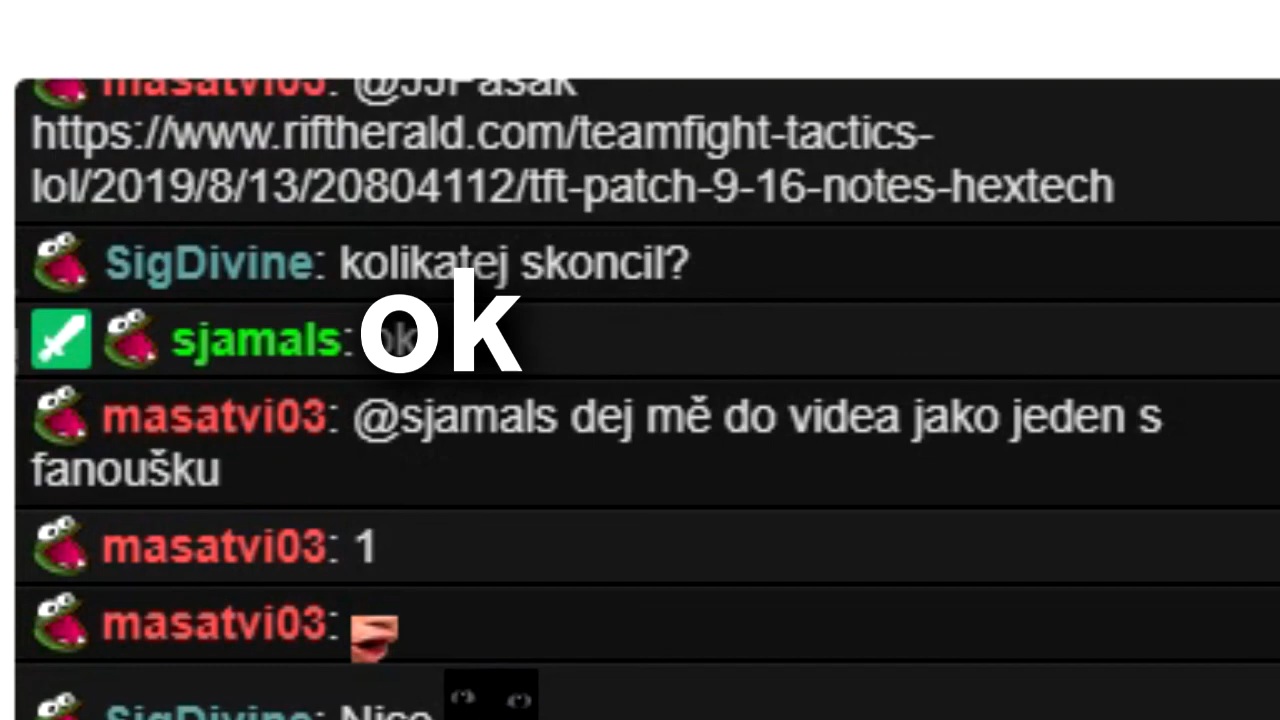 masatvi03: @JJPasak
https://www.riftherald.com/teamfight-tactics-
lol/2019/8/13/20804112/tft-patch-9-16-notes-hextech
SigDivine: kolikatej skoncil?
sjamals: ok
ok
masatvi03: @sjamals dej mě do videa jako jeden s
fanoušku
masatvi03: 1
masatvi03:
SigDivine: Nice